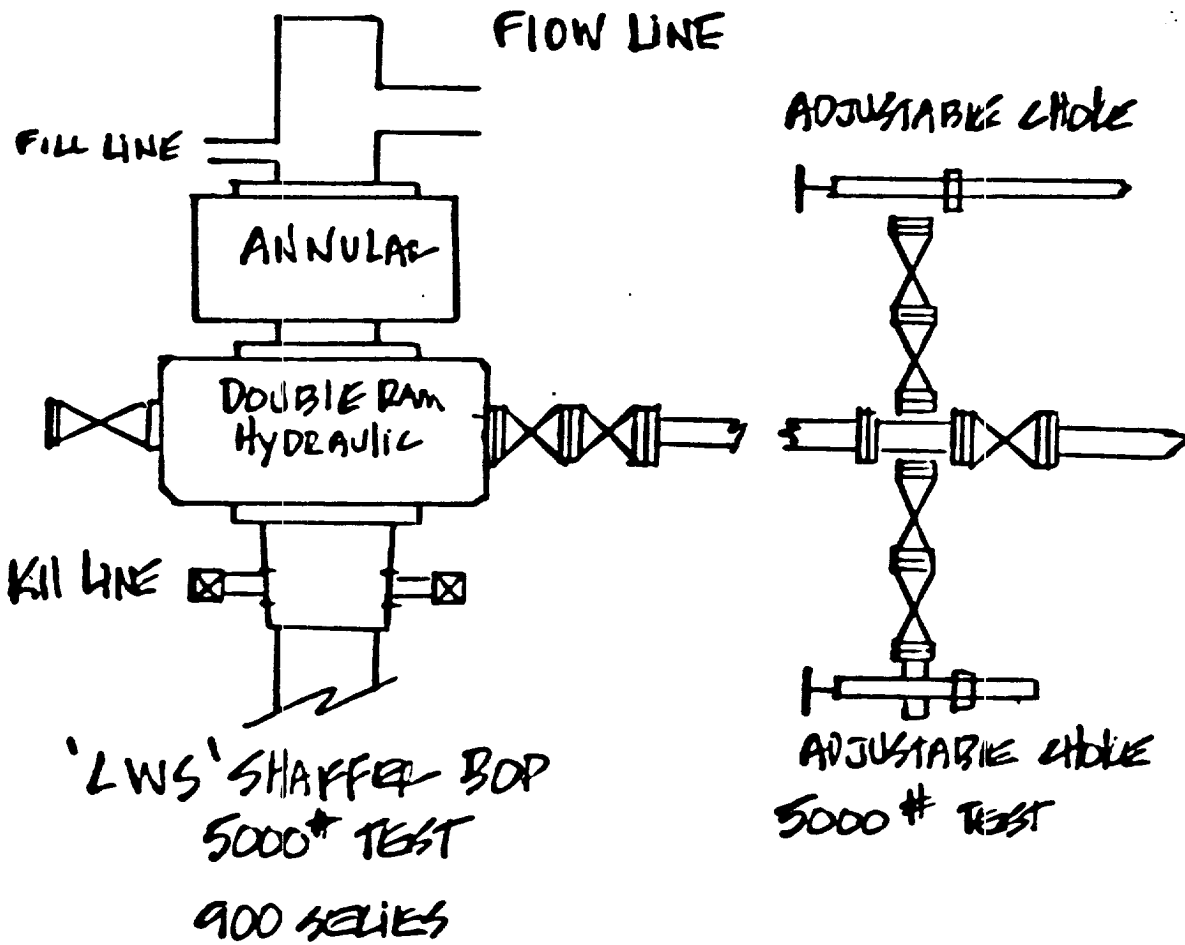 FLOW LINE
FILL LINE
ANNULAR
DOUBLE RAM
HYDRAULIC
KILL LINE
'LWS' SHAFFER BOP
5000# TEST
900 SERIES
ADJUSTABLE CHOKE
ADJUSTABLE CHOKE
5000# TEST